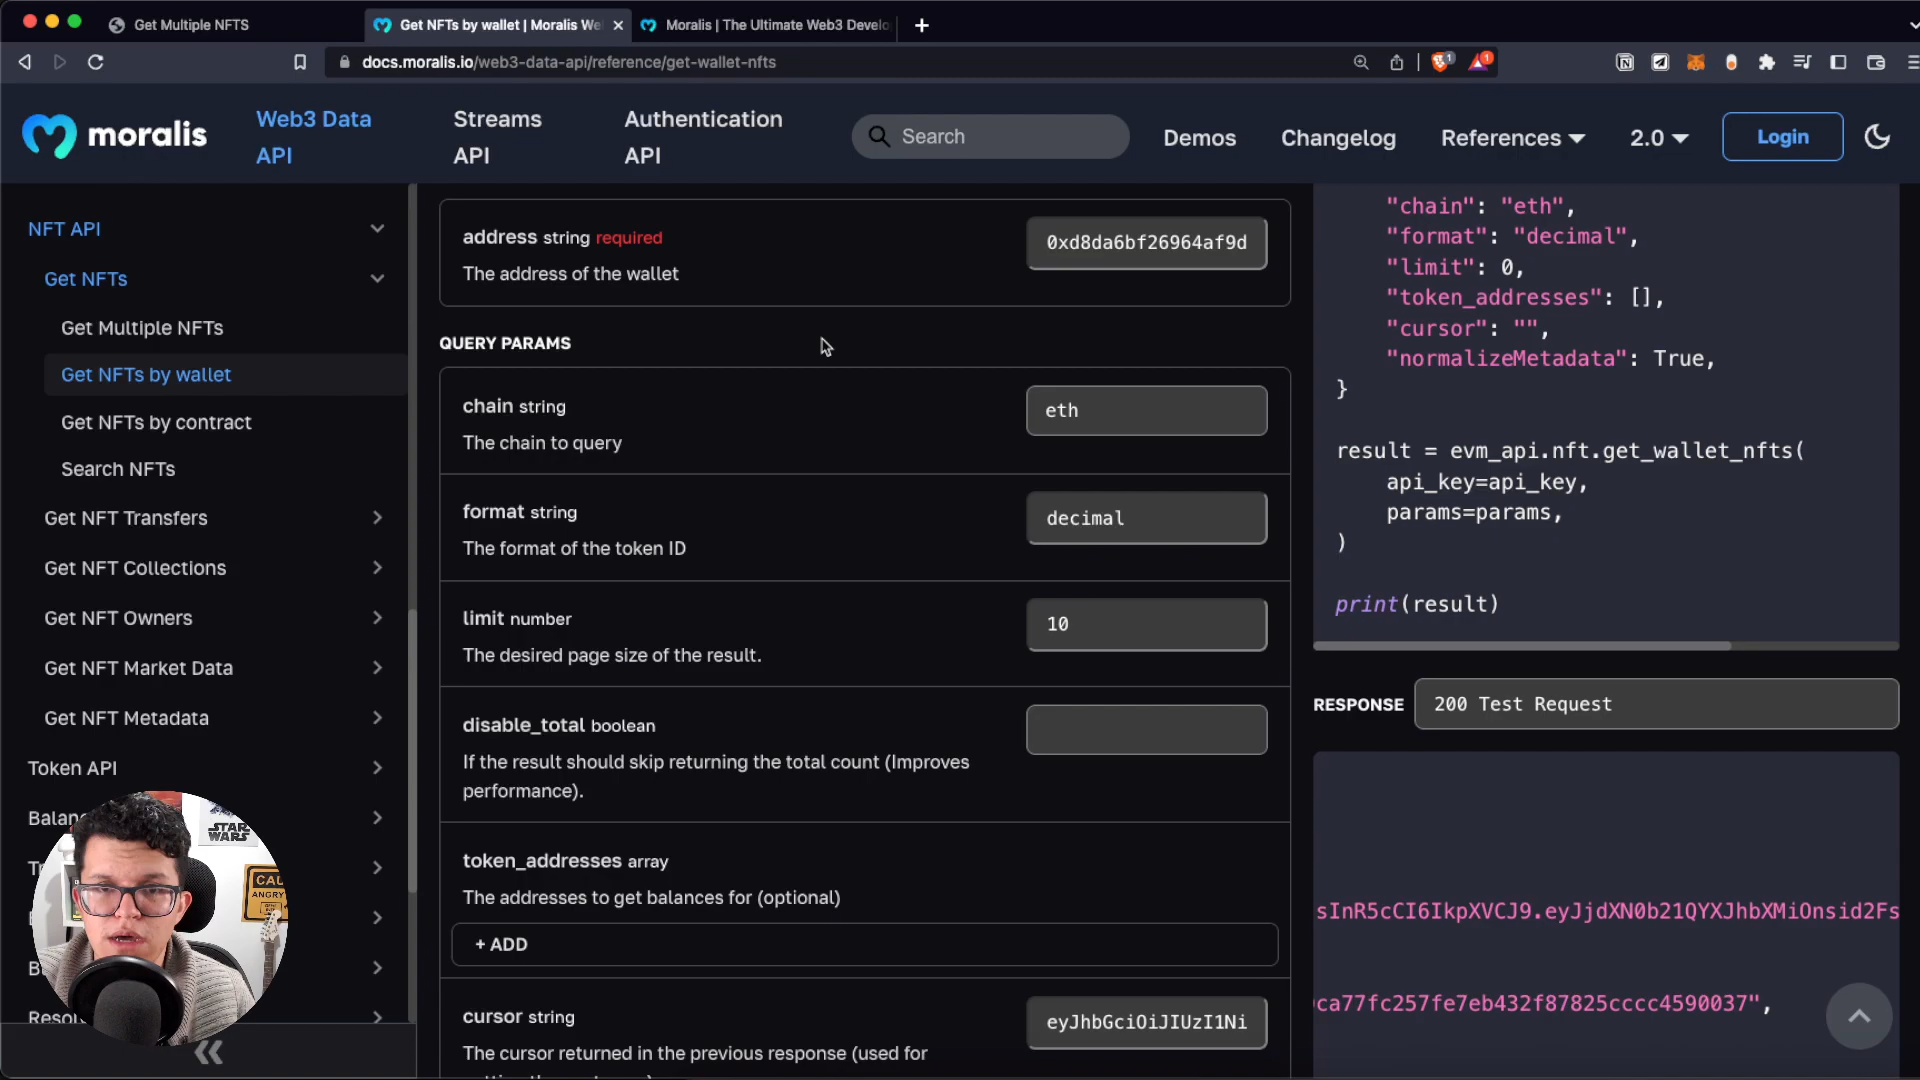 Get Multiple NFTS
Get NFTs by wallet | Moralis We
Moralis | The Ultimate Web3 Develo
docs.moralis.io/web3-data-api/reference/get-wallet-nfts
1
1
moralis
Web3 Data API
Streams API
Authentication API
Search
Demos
Changelog
References
2.0
Login
NFT API
Get NFTs
Get Multiple NFTs
Get NFTs by wallet
Get NFTs by contract
Search NFTs
Get NFT Transfers
Get NFT Collections
Get NFT Owners
Get NFT Market Data
Get NFT Metadata
Token API
STAR
WARS
ANGRY
address string required
0xd8da6bf26964af9d
The address of the wallet
QUERY PARAMS
chain string
eth
The chain to query
format string
decimal
The format of the token ID
limit number
10
The desired page size of the result.
disable_total boolean
If the result should skip returning the total count (Improves
performance).
token_addresses array
The addresses to get balances for (optional)
+ ADD
cursor string
eyJhbGciOiJIUzI1Ni
The cursor returned in the previous response (used for
"chain": "eth",
"format": "decimal",
"limit": 0,
"token_addresses": [],
"cursor": "",
"normalizeMetadata": True,
}
result = evm_api.nft.get_wallet_nfts(
api_key=api_key,
params=params,
)
print(result)
RESPONSE
200 Test Request
sInR5cCI6IkpXVCJ9.eyJjdXN0b21QYXJhbXMiOnsid2Fs
ca77fc257fe7eb432f87825cccc4590037",